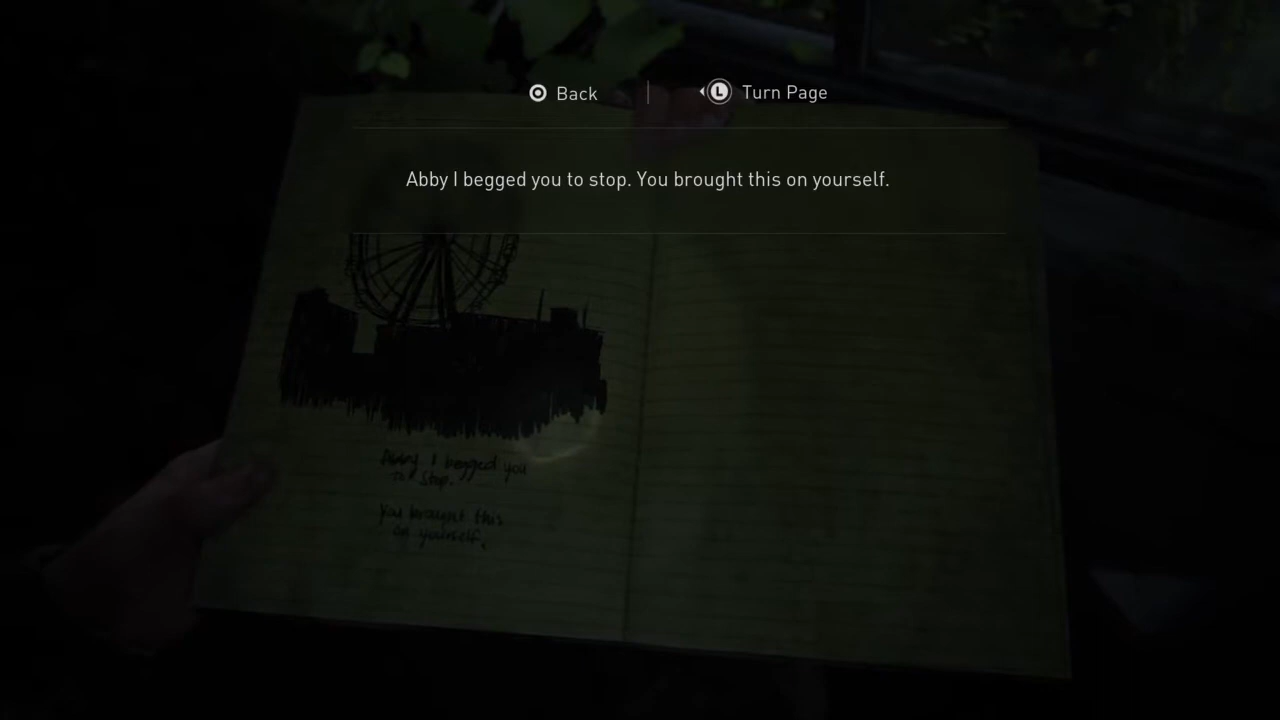 Back
L Turn Page
Abby I begged you to stop. You brought this on yourself.
Abby I begged you
to stop.
You brought this
on yourself.